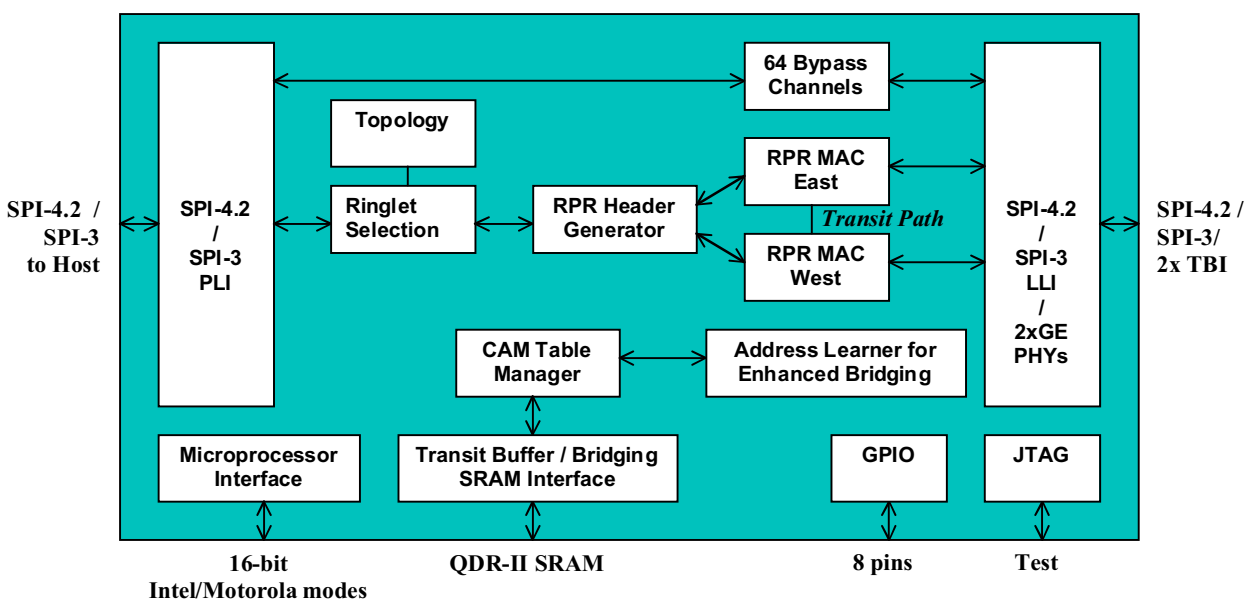 64 Bypass
Channels
Topology
RPR MAC
East
SPI-4.2 /
SPI-3
to Host
SPI-4.2
/
SPI-3
PLI
Ringlet
Selection
RPR Header
Generator
Transit Path
RPR MAC
West
SPI-4.2
/
SPI-3
LLI
/
2xGE
PHYs
SPI-4.2 /
SPI-3/
2x TBI
CAM Table
Manager
Address Learner for
Enhanced Bridging
Microprocessor
Interface
Transit Buffer / Bridging
SRAM Interface
GPIO
JTAG
16-bit
Intel/Motorola modes
QDR-II SRAM
8 pins
Test